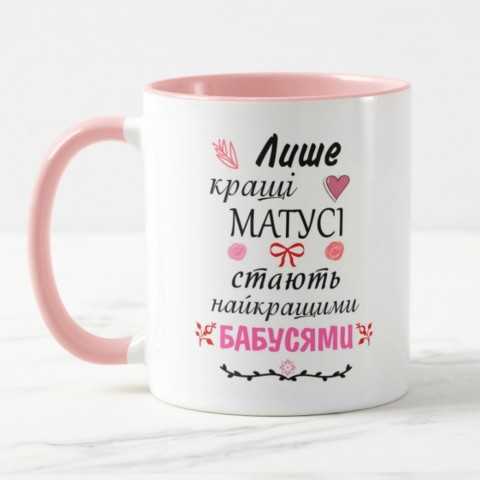 Лише
кращі
МАТУСІ
стають
найкращими
БАБУСЯМИ